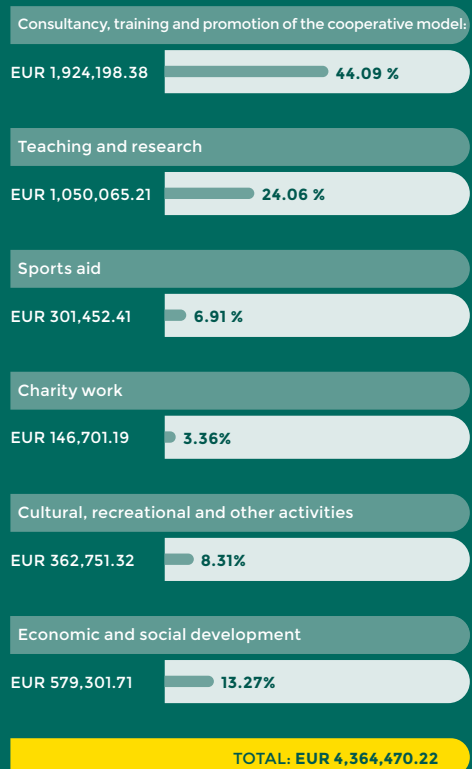 Consultancy, training and promotion of the cooperative model:
EUR 1,924,198.38 44.09 %
Teaching and research
EUR 1,050,065.21 24.06 %
Sports aid
EUR 301,452.41 6.91 %
Charity work
EUR 146,701.19 3.36%
Cultural, recreational and other activities
EUR 362,751.32 8.31%
Economic and social development
EUR 579,301.71 13.27%
TOTAL: EUR 4,364,470.22